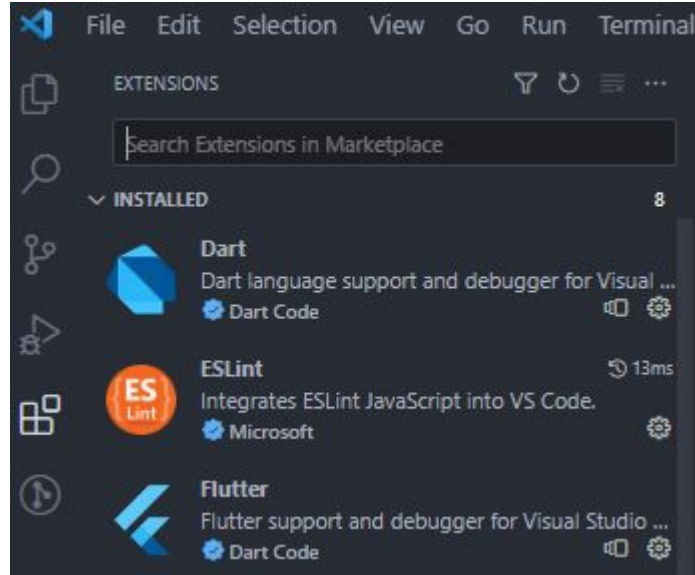 File Edit Selection View Go Run Terminal
EXTENSIONS
Search Extensions in Marketplace
INSTALLED 8
Dart
Dart language support and debugger for Visual ...
Dart Code
ESLint 13ms
ES
Lint
Integrates ESLint JavaScript into VS Code.
Microsoft
Flutter
Flutter support and debugger for Visual Studio ...
Dart Code